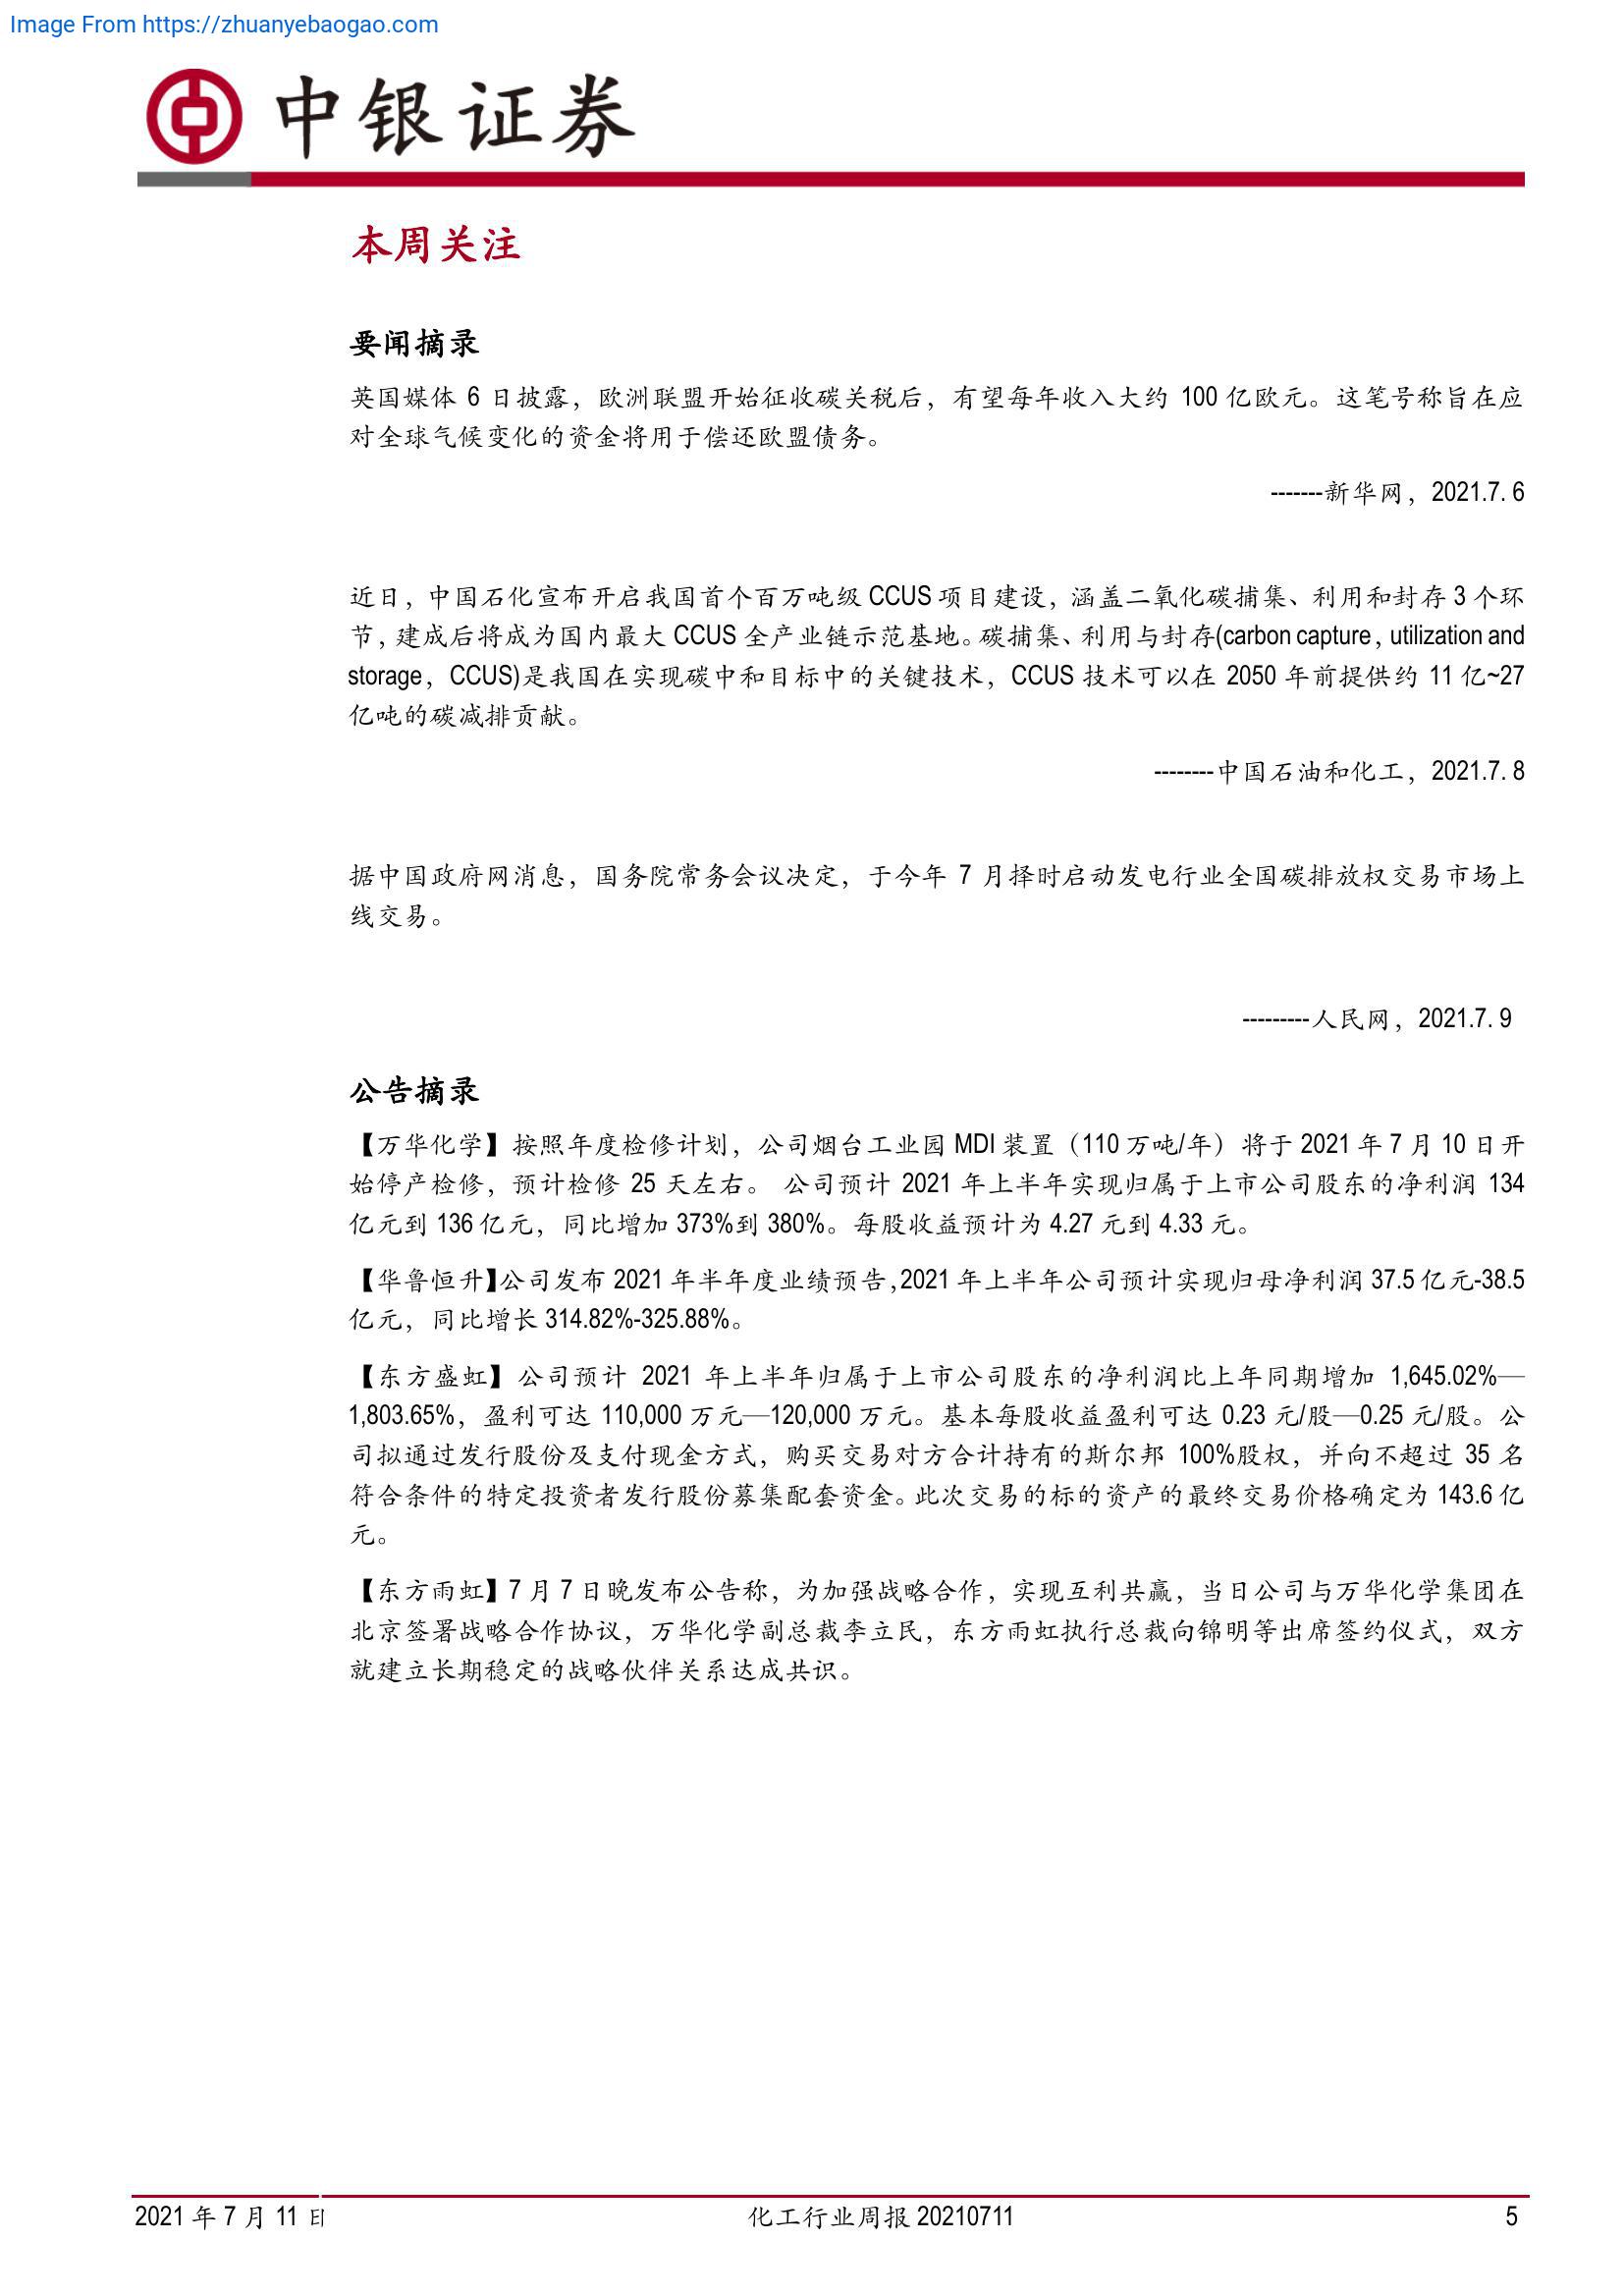 Image From https://zhuanyebaogao.com
中银证券
本周关注
要闻摘录
英国媒体 6 日披露，欧洲联盟开始征收碳关税后，有望每年收入大约 100 亿欧元。这笔号称旨在应
对全球气候变化的资金将用于偿还欧盟债务。
-------新华网，2021.7. 6
近日，中国石化宣布开启我国首个百万吨级 CCUS 项目建设，涵盖二氧化碳捕集、利用和封存 3 个环
节，建成后将成为国内最大 CCUS 全产业链示范基地。碳捕集、利用与封存(carbon capture，utilization and
storage，CCUS)是我国在实现碳中和目标中的关键技术，CCUS 技术可以在 2050 年前提供约 11 亿~27
亿吨的碳减排贡献。
--------中国石油和化工，2021.7. 8
据中国政府网消息，国务院常务会议决定，于今年 7 月择时启动发电行业全国碳排放权交易市场上
线交易。
---------人民网，2021.7. 9
公告摘录
【万华化学】按照年度检修计划，公司烟台工业园 MDI 装置（110 万吨/年）将于 2021 年 7 月 10 日开
始停产检修，预计检修 25 天左右。 公司预计 2021 年上半年实现归属于上市公司股东的净利润 134
亿元到 136 亿元，同比增加 373%到 380%。每股收益预计为 4.27 元到 4.33 元。
【华鲁恒升】公司发布 2021 年半年度业绩预告，2021 年上半年公司预计实现归母净利润 37.5 亿元-38.5
亿元，同比增长 314.82%-325.88%。
【东方盛虹】公司预计 2021 年上半年归属于上市公司股东的净利润比上年同期增加 1,645.02%—
1,803.65%，盈利可达 110,000 万元—120,000 万元。基本每股收益盈利可达 0.23 元/股—0.25 元/股。公
司拟通过发行股份及支付现金方式，购买交易对方合计持有的斯尔邦 100%股权，并向不超过 35 名
符合条件的特定投资者发行股份募集配套资金。此次交易的标的资产的最终交易价格确定为 143.6 亿
元。
【东方雨虹】7 月 7 日晚发布公告称，为加强战略合作，实现互利共赢，当日公司与万华化学集团在
北京签署战略合作协议，万华化学副总裁李立民，东方雨虹执行总裁向锦明等出席签约仪式，双方
就建立长期稳定的战略伙伴关系达成共识。
2021 年 7 月 11 日
化工行业周报 20210711
5